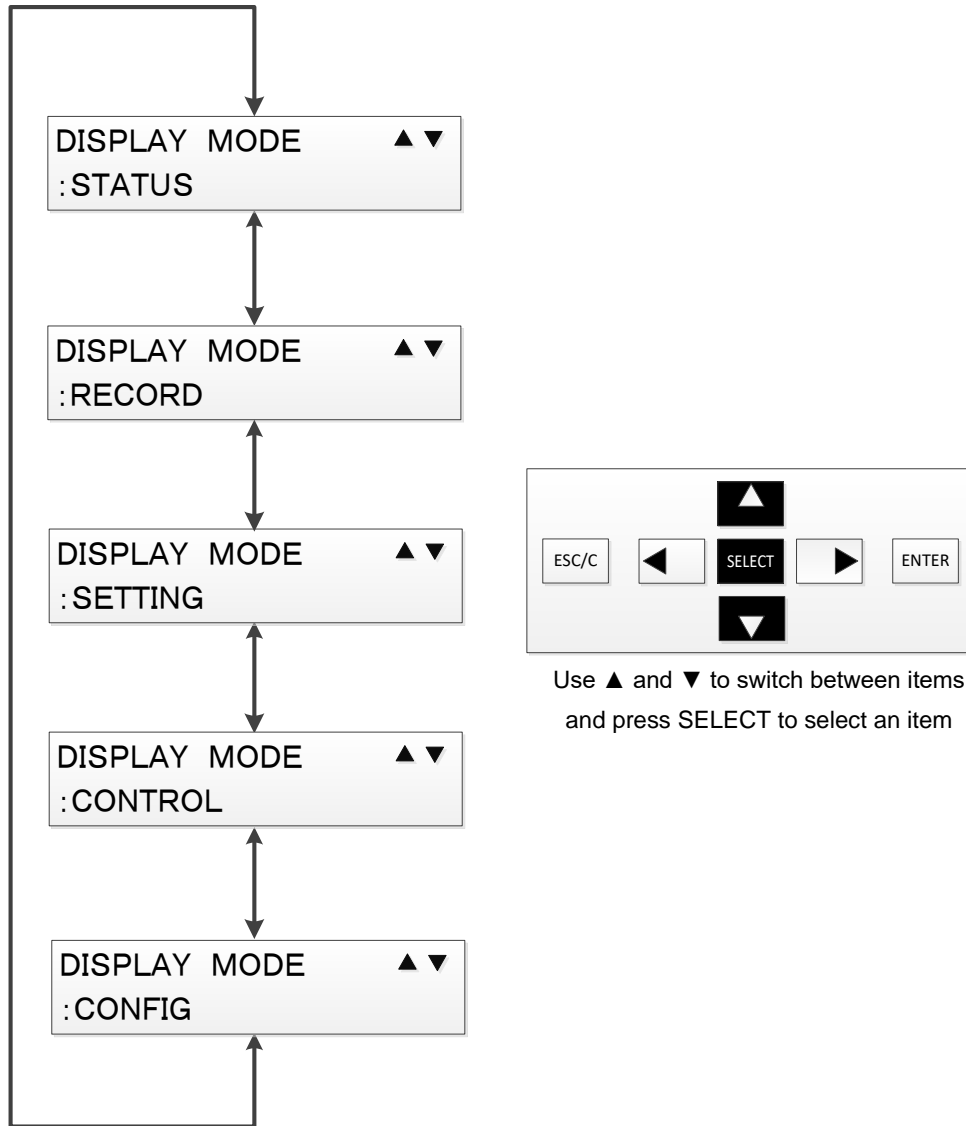 DISPLAY MODE ▲ ▼
:STATUS
DISPLAY MODE ▲ ▼
:RECORD
DISPLAY MODE ▲ ▼
:SETTING
DISPLAY MODE ▲ ▼
:CONTROL
DISPLAY MODE ▲ ▼
:CONFIG
ESC/C
SELECT
ENTER
Use ▲ and ▼ to switch between items
and press SELECT to select an item